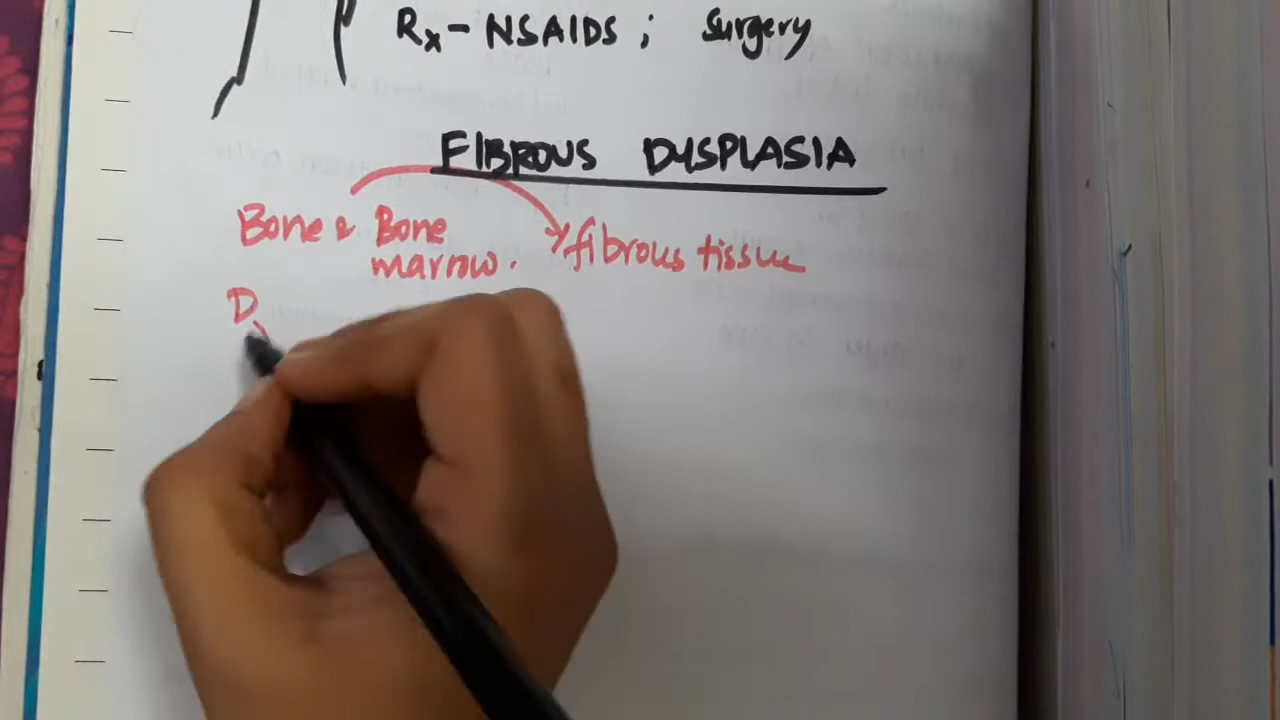 Rx - NSAIDS ; Surgery
FIBROUS DYSPLASIA
Bone & Bone marrow. fibrous tissue
D